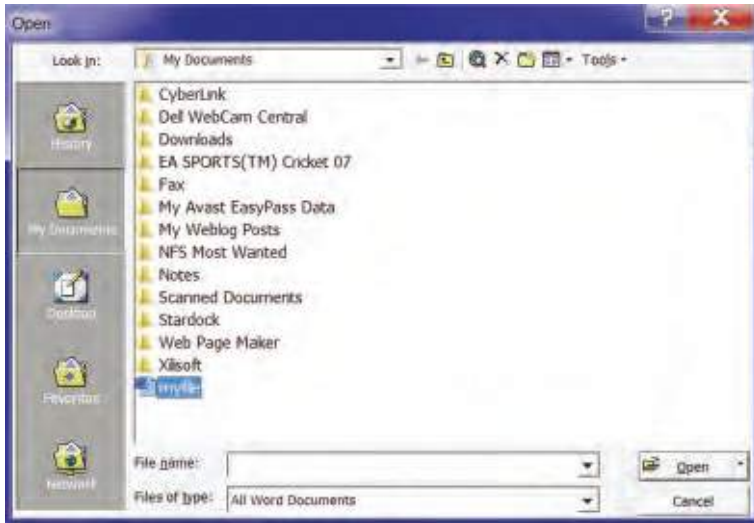 Open
Look in: My Documents Tools
History
My Documents
Desktop
Favorites
Network
CyberLink
Dell WebCam Central
Downloads
EA SPORTS(TM) Cricket 07
Fax
My Avast EasyPass Data
My Weblog Posts
NFS Most Wanted
Notes
Scanned Documents
Stardock
Web Page Maker
Xilisoft
myfile
File name: Open
Files of type: All Word Documents Cancel